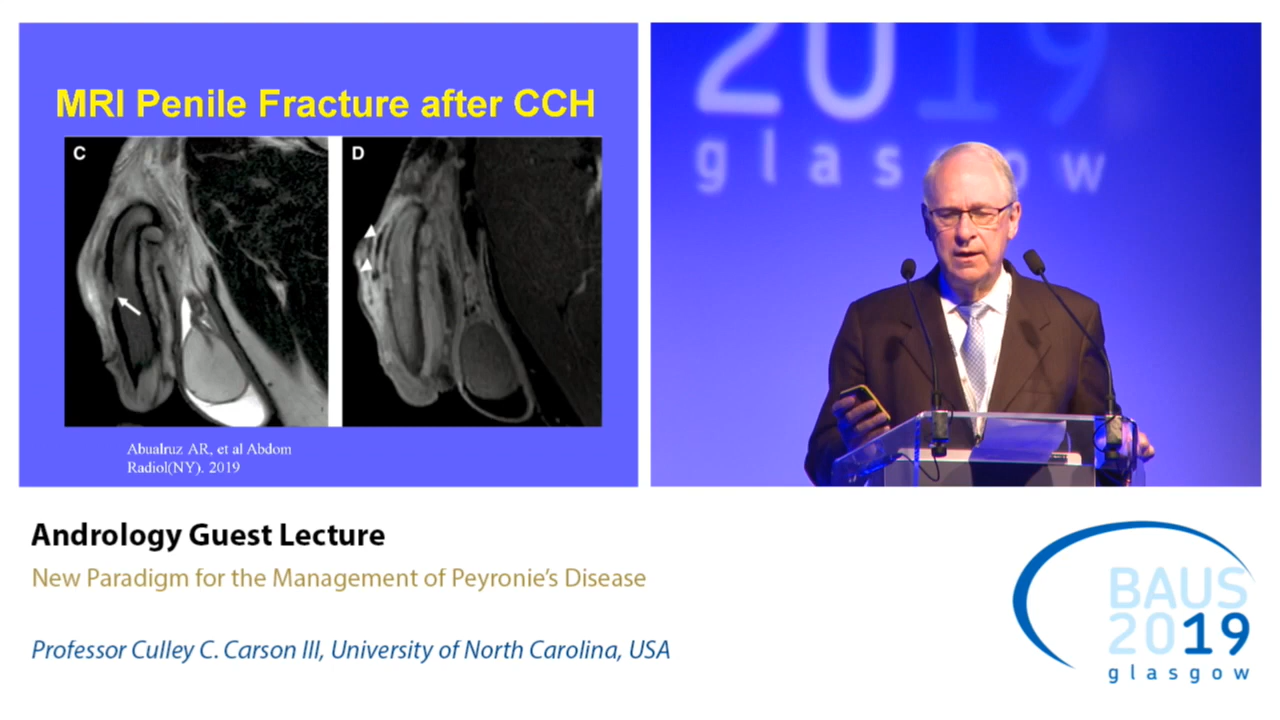 MRI Penile Fracture after CCH
C
D
Abualruz AR, et al Abdom
Radiol(NY). 2019
2019
glasgow
Andrology Guest Lecture
New Paradigm for the Management of Peyronie's Disease
Professor Culley C. Carson III, University of North Carolina, USA
BAUS
2019
glasgow